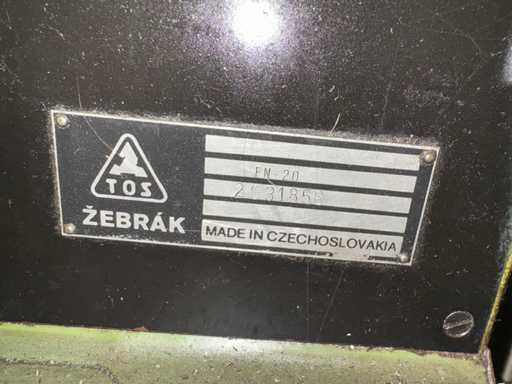 TOS
ŽEBRÁK
FN 20
MADE IN CZECHOSLOVAKIA